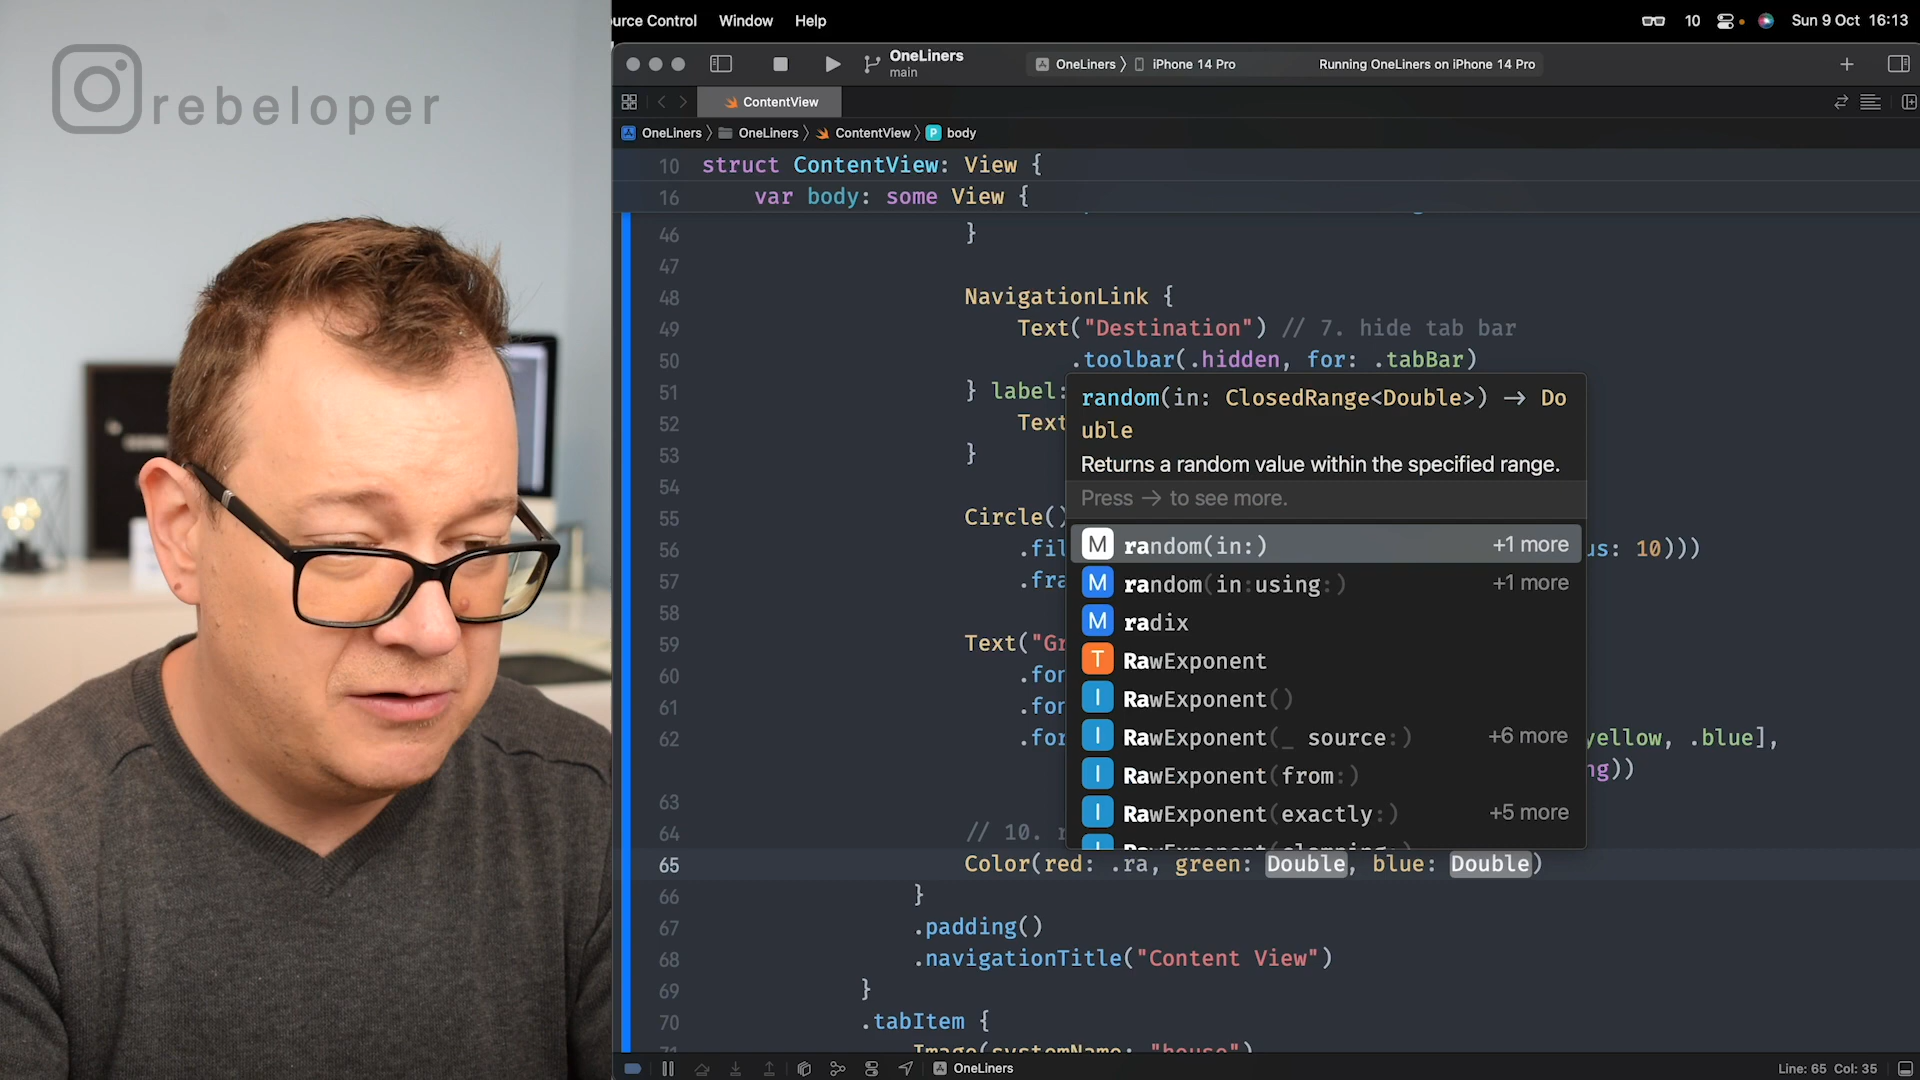 rebeloper
urce Control Window Help
10 Sun 9 Oct 16:13
OneLiners
main
OneLiners 〉 iPhone 14 Pro Running OneLiners on iPhone 14 Pro
ContentView
OneLiners 〉 OneLiners 〉 ContentView 〉 P body
10 struct ContentView: View {
16 var body: some View {
46 }
47
48 NavigationLink {
49 Text("Destination") // 7. hide tab bar
50 .toolbar(.hidden, for: .tabBar)
51 } label:
52 Text
53 }
54
55 Circle()
56 .fil us: 10)))
57 .fra
58
59 Text("Gr
60 .for
61 .for
62 .for yellow, .blue],
ng))
63
64 // 10. r
65 Color(red: .ra, green: Double, blue: Double)
66 }
67 .padding()
68 .navigationTitle("Content View")
69 }
70 .tabItem {
71 Image(systemName: "house")
random(in: ClosedRange<Double>) → Do
uble
Returns a random value within the specified range.
Press → to see more.
M random(in:) +1 more
M random(in:using:) +1 more
M radix
T RawExponent
I RawExponent()
I RawExponent(_ source:) +6 more
I RawExponent(from:)
I RawExponent(exactly:) +5 more
I RawExponent(clamping:)
OneLiners
Line: 65 Col: 35